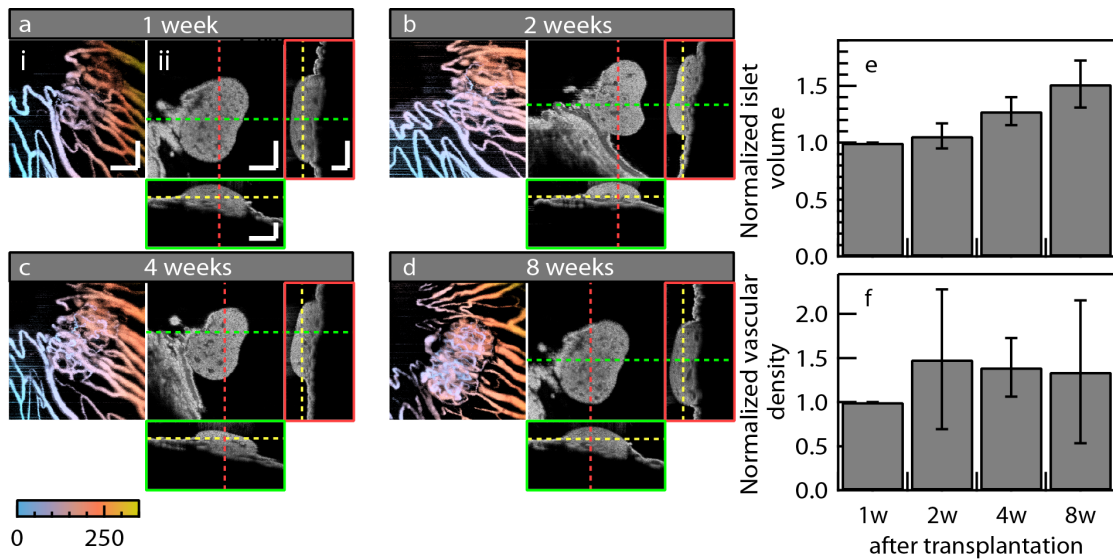 a 1 week
i ii
b 2 weeks
c 4 weeks
d 8 weeks
0 250
Normalized islet
volume
e
1.5
1.0
0.5
0.0
Normalized vascular
density
f
2.0
1.5
1.0
0.5
0.0
1w 2w 4w 8w
after transplantation